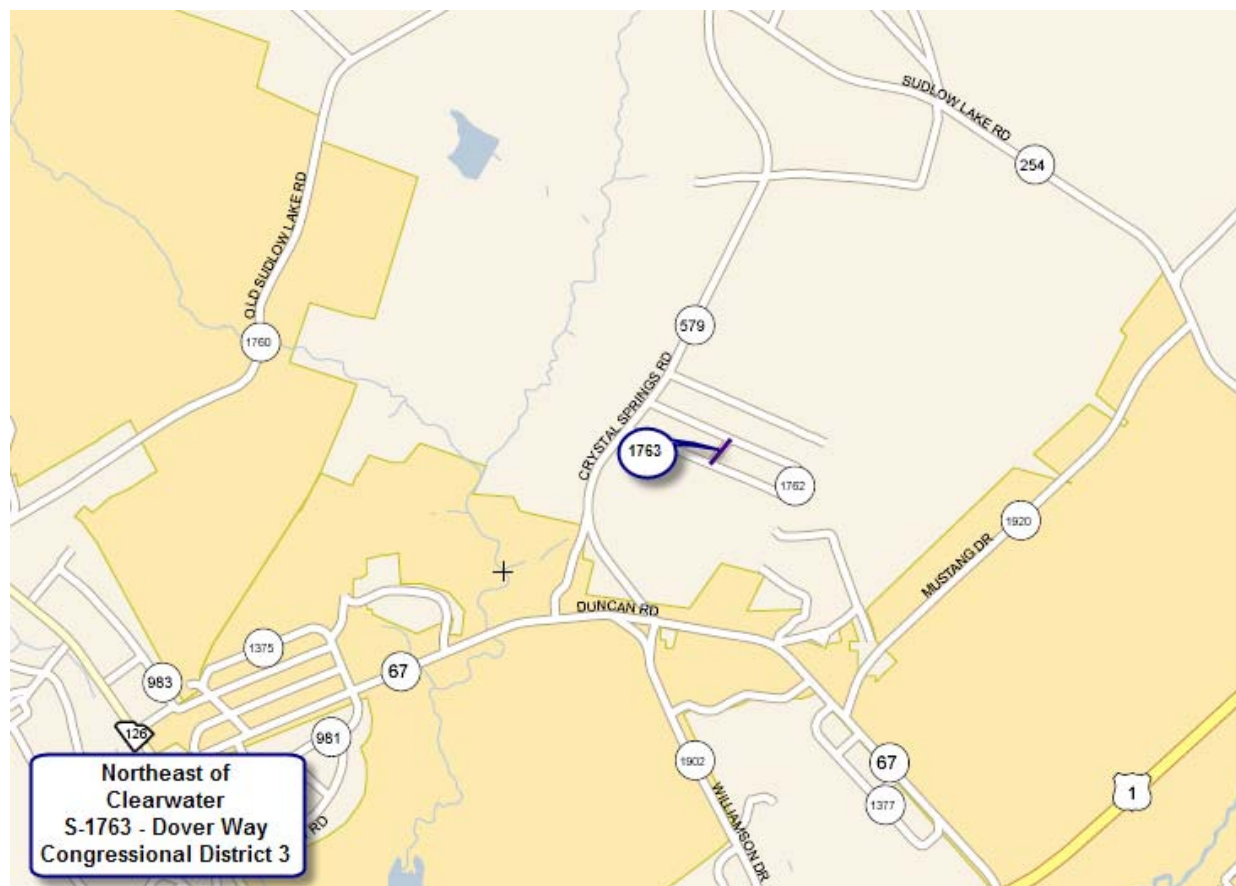 SUDLOW LAKE RD
254
OLD SUDLOW LAKE RD
1760
579
CRYSTAL SPRINGS RD
1763
1762
1920
MUSTANG DR
DUNCAN RD
1375
67
983
126
981
1902
WILLIAMSON DR
67
1377
1
Northeast of
Clearwater
S-1763 - Dover Way
Congressional District 3
RD